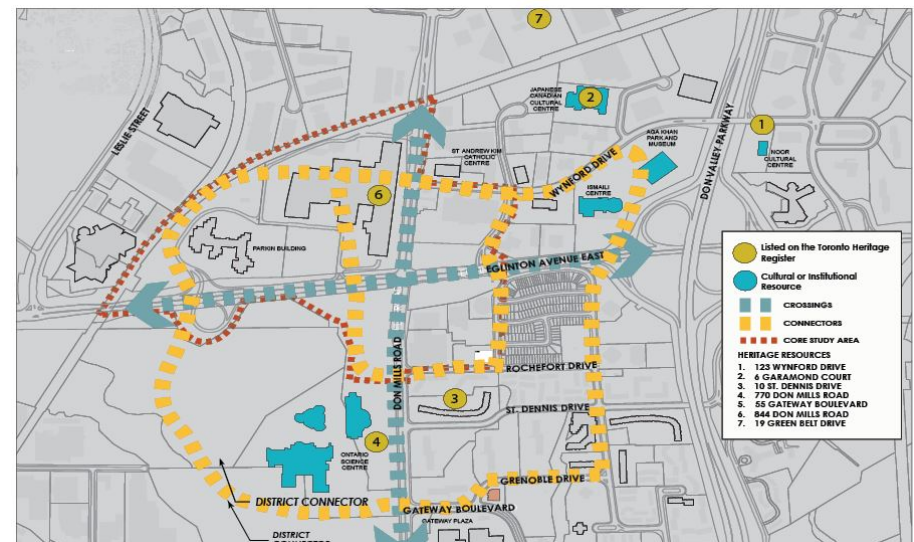 7
JAPANESE
CANADIAN
CULTURAL
CENTRE
2
1
LESLIE STREET
DON VALLEY PARKWAY
AGA KHAN
PARK AND
MUSEUM
NOOR
CULTURAL
CENTRE
ST ANDREW KIM
CATHOLIC
CENTRE
WYNFORD DRIVE
6
ISMAILI
CENTRE
PARKIN BUILDING
EGLINTON AVENUE EAST
Listed on the Toronto Heritage
Register
Cultural or Institutional
Resource
CROSSINGS
CONNECTORS
CORE STUDY AREA
HERITAGE RESOURCES
1. 123 WYNFORD DRIVE
2. 6 GARAMOND COURT
3. 10 ST. DENNIS DRIVE
4. 770 DON MILLS ROAD
5. 55 GATEWAY BOULEVARD
6. 844 DON MILLS ROAD
7. 19 GREEN BELT DRIVE
DON MILLS ROAD
ROCHEFORT DRIVE
3
ST. DENNIS DRIVE
4
ONTARIO
SCIENCE
CENTRE
GRENOBLE DRIVE
DISTRICT CONNECTOR
GATEWAY BOULEVARD
GATEWAY PLAZA
DISTRICT